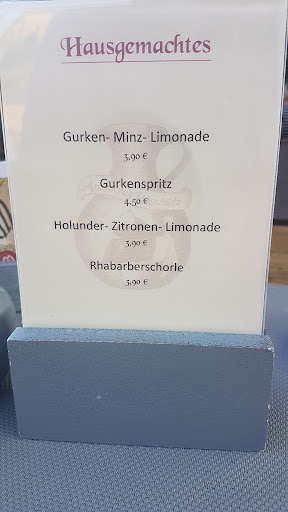 Hausgemachtes
Gurken- Minz- Limonade
3,90 €
Gurkenspritz
4,50 €
Holunder- Zitronen- Limonade
3,90 €
Rhabarberschorle
3,90 €